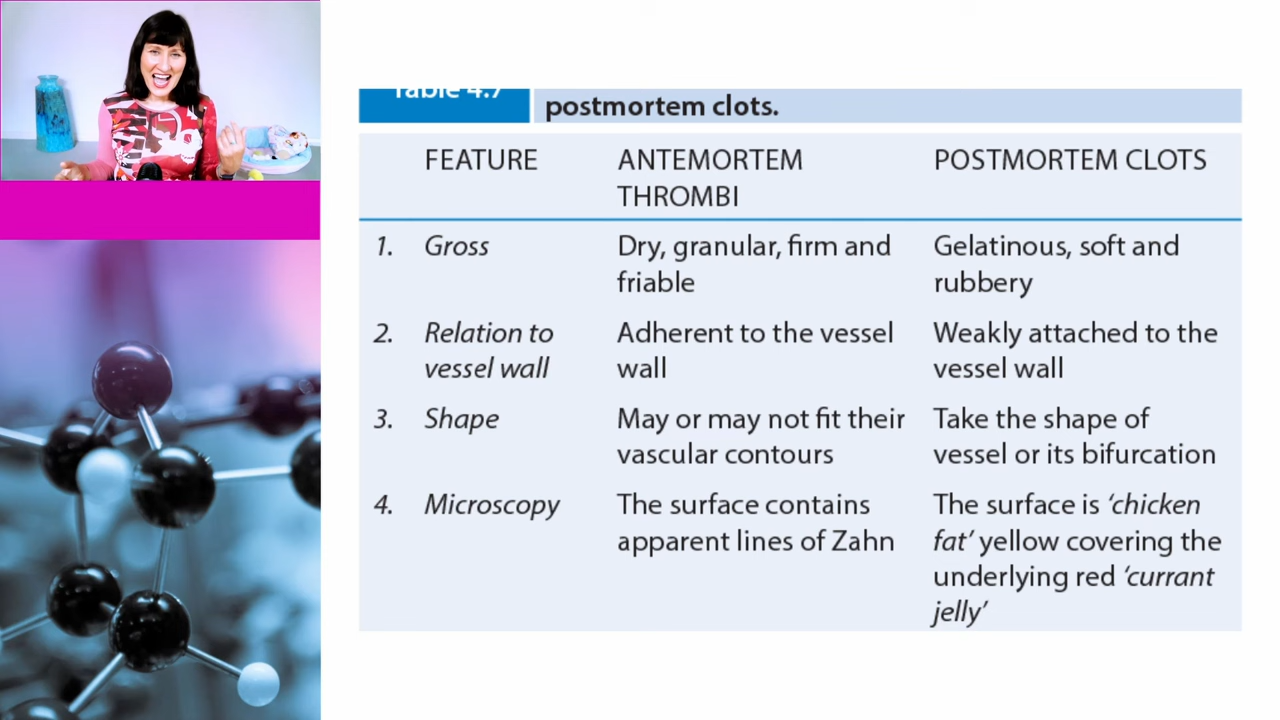 Table 4.7
postmortem clots.
FEATURE ANTEMORTEM THROMBI POSTMORTEM CLOTS
1. Gross Dry, granular, firm and friable Gelatinous, soft and rubbery
2. Relation to vessel wall Adherent to the vessel wall Weakly attached to the vessel wall
3. Shape May or may not fit their vascular contours Take the shape of vessel or its bifurcation
4. Microscopy The surface contains apparent lines of Zahn The surface is ‘chicken fat’ yellow covering the underlying red ‘currant jelly’